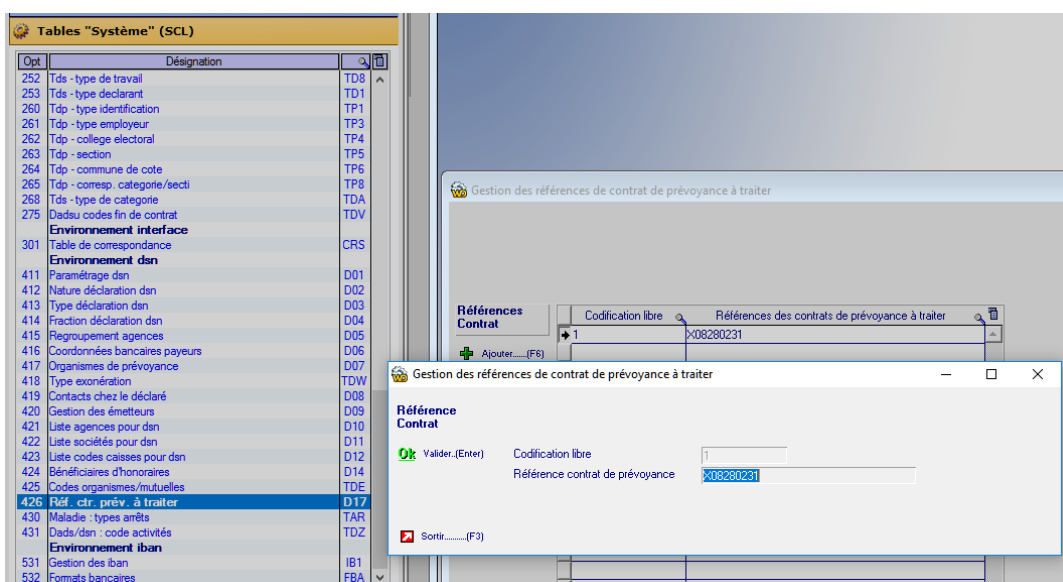 Tables "Système" (SCL)
Opt Désignation
252 Tds - type de travail TD8
253 Tds - type declarant TD1
260 Tdp - type identification TP1
261 Tdp - type employeur TP3
262 Tdp - college electoral TP4
263 Tdp - section TP5
264 Tdp - commune de cote TP6
265 Tdp - corresp. categorie/secti TP8
268 Tds - type de categorie TDA
275 Dadsu codes fin de contrat TDV
Environnement interface
301 Table de correspondance CRS
Environnement dsn
411 Paramétrage dsn D01
412 Nature déclaration dsn D02
413 Type déclaration dsn D03
414 Fraction déclaration dsn D04
415 Regroupement agences D05
416 Coordonnées bancaires payeurs D06
417 Organismes de prévoyance D07
418 Type exonération TDW
419 Contacts chez le déclaré D08
420 Gestion des émetteurs D09
421 Liste agences pour dsn D10
422 Liste sociétés pour dsn D11
423 Liste codes caisses pour dsn D12
424 Bénéficiaires d'honoraires D14
425 Codes organismes/mutuelles TDE
426 Réf. ctr. prév. à traiter D17
430 Maladie : types arrêts TAR
431 Dads/dsn : code activités TDZ
Environnement iban
531 Gestion des iban IB1
532 Formats bancaires FBA
Gestion des références de contrat de prévoyance à traiter
Références
Contrat
Codification libre Références des contrats de prévoyance à traiter
1 X08280231
Ajouter......(F6)
Gestion des références de contrat de prévoyance à traiter
Référence
Contrat
Ok Valider..(Enter) Codification libre 1
Référence contrat de prévoyance X08280231
Sortir..........(F3)